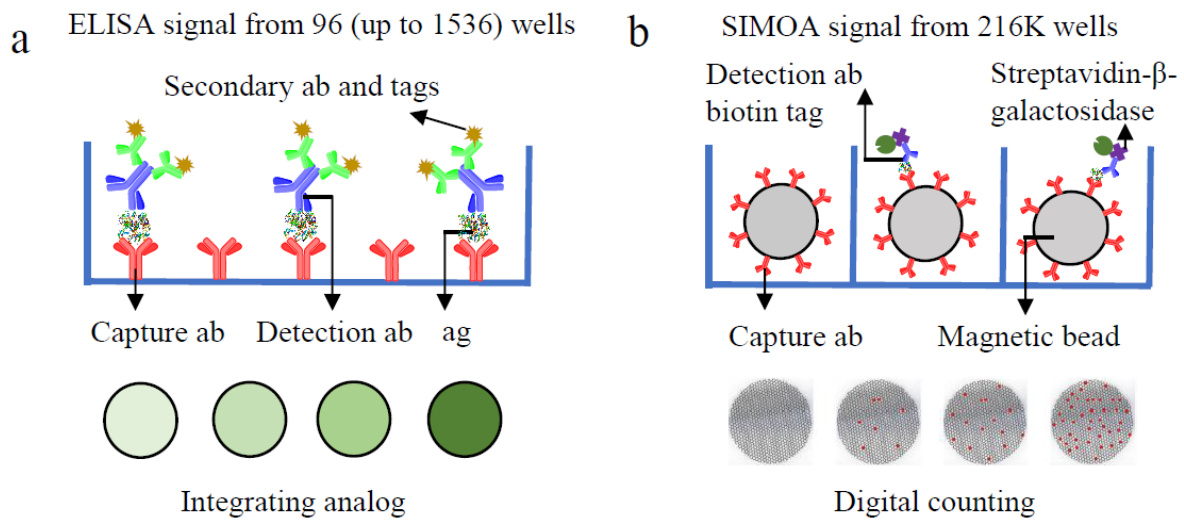 a
ELISA signal from 96 (up to 1536) wells
Secondary ab and tags
Capture ab
Detection ab
ag
Integrating analog
b
SIMOA signal from 216K wells
Detection ab
biotin tag
Streptavidin-β-
galactosidase
Capture ab
Magnetic bead
Digital counting